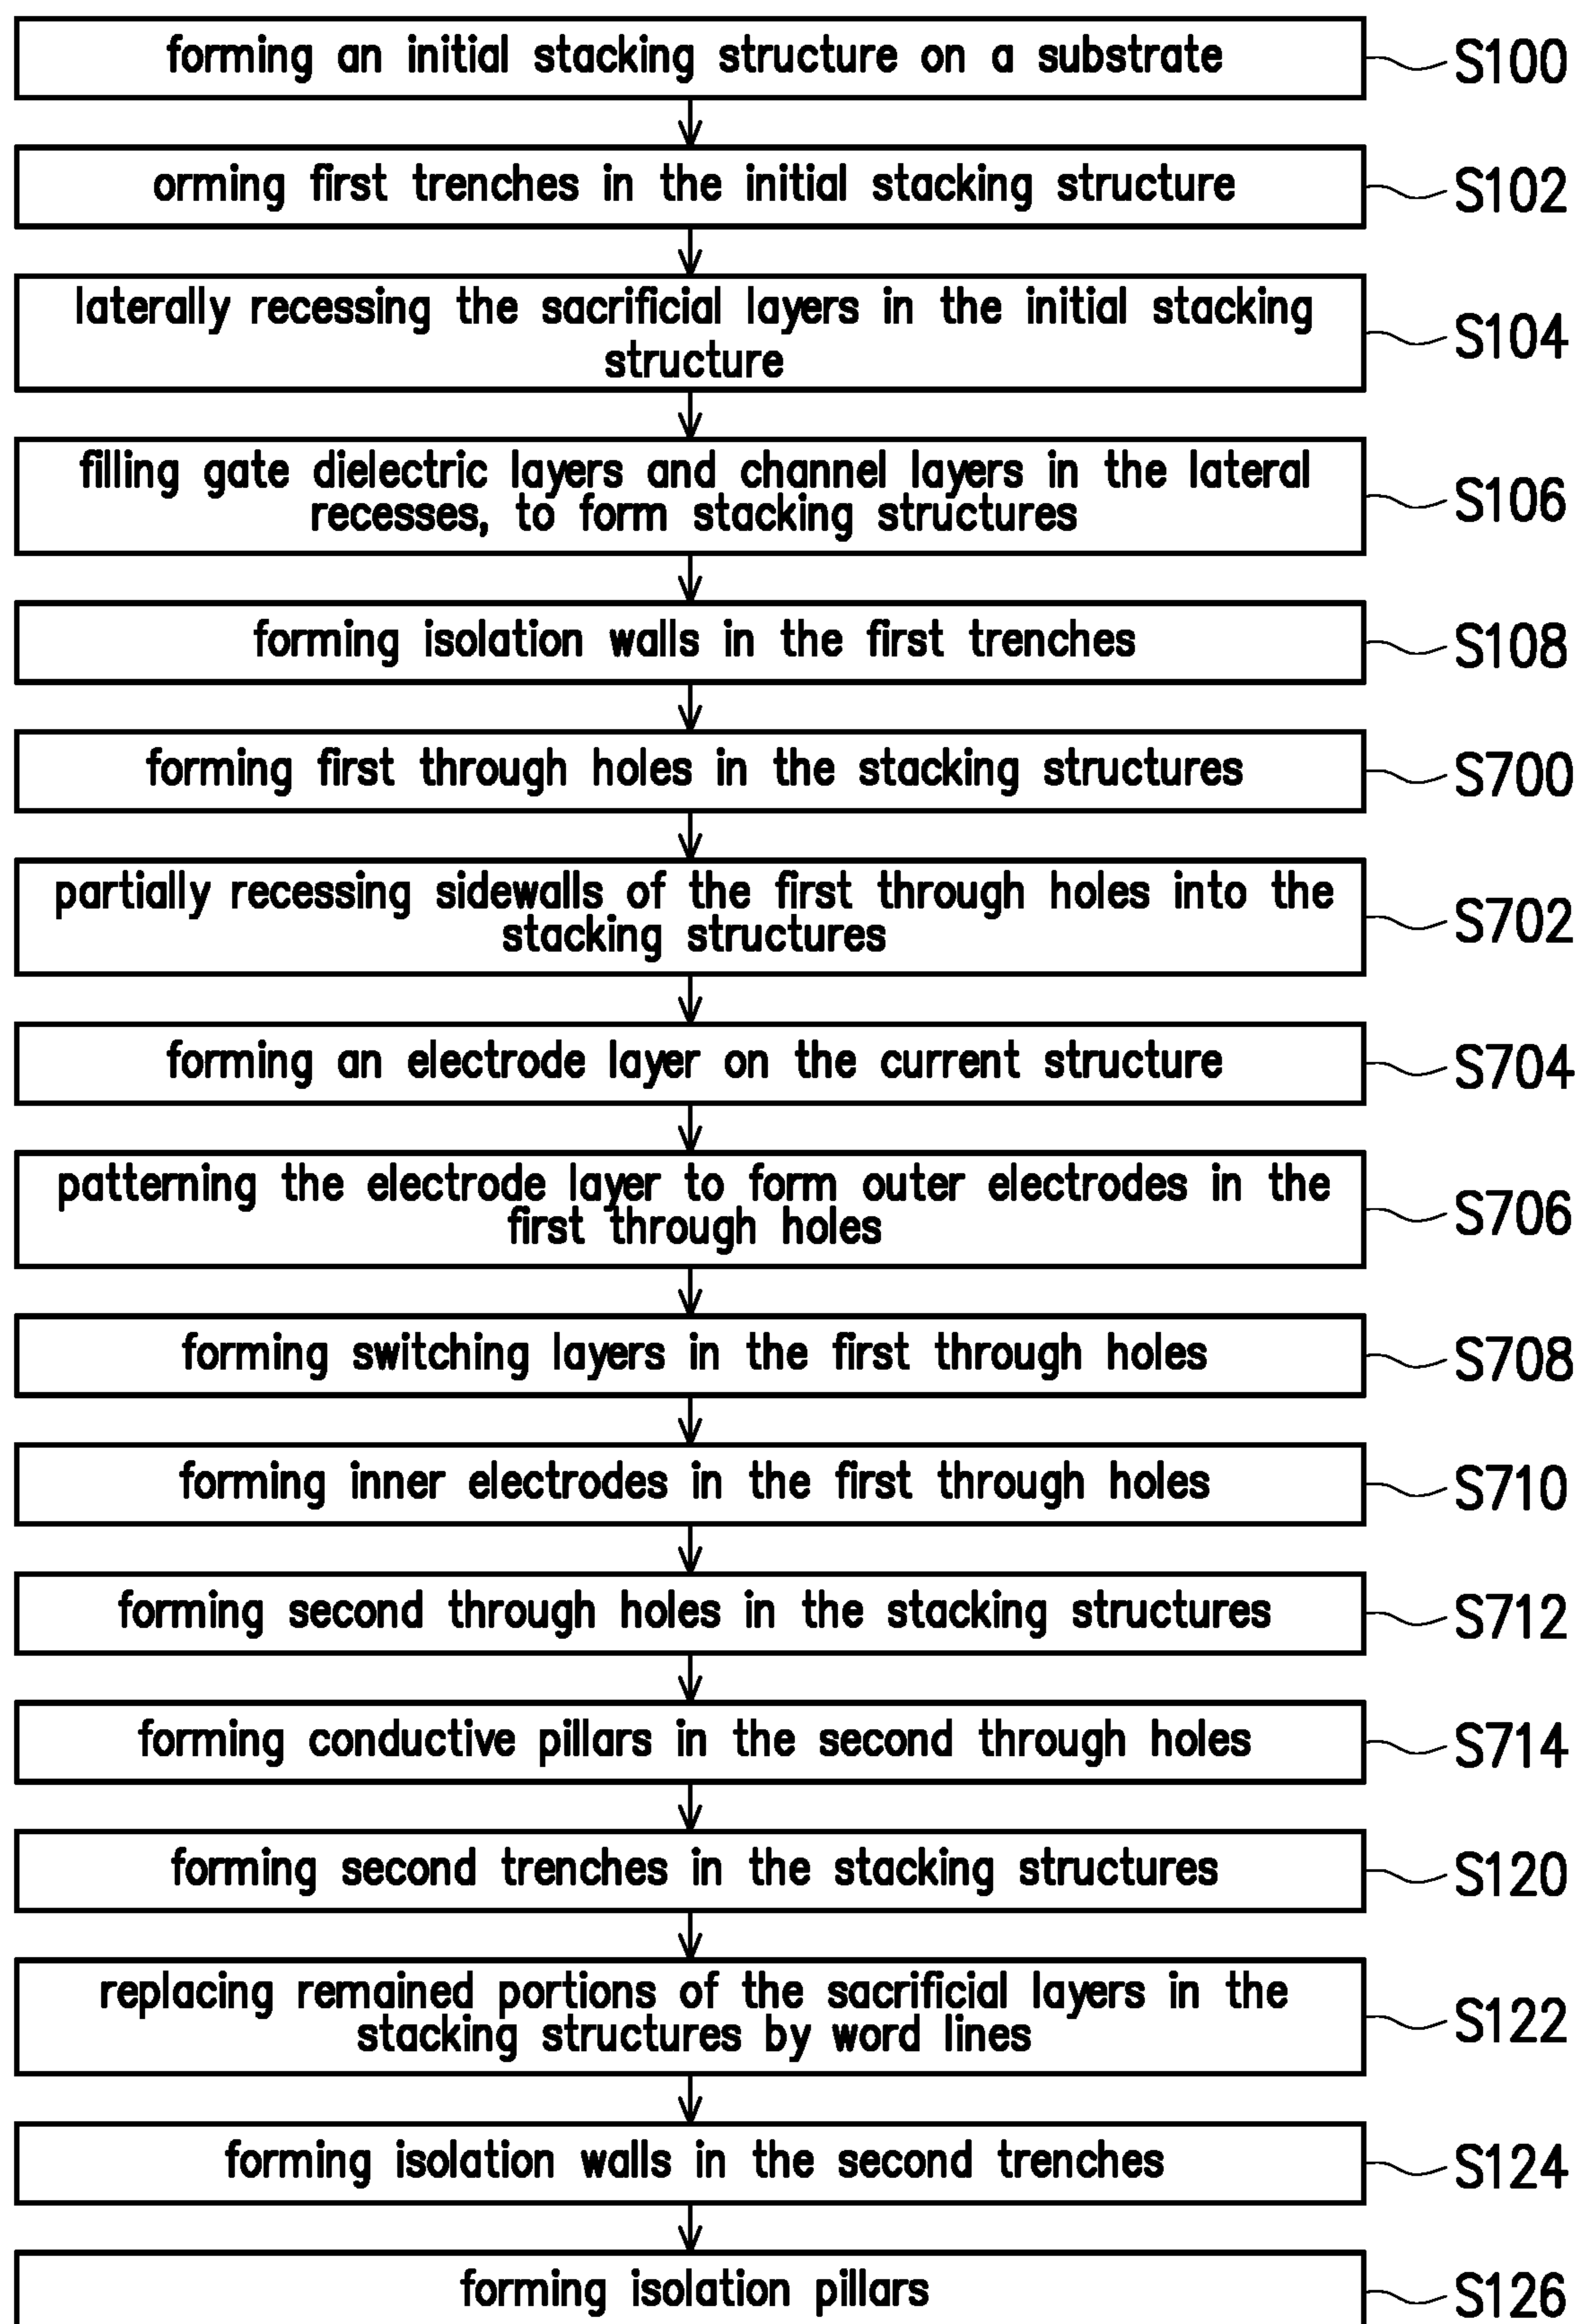 forming an initial stacking structure on a substrate
S100
orming first trenches in the initial stacking structure
S102
laterally recessing the sacrificial layers in the initial stacking
structure
S104
filling gate dielectric layers and channel layers in the lateral
recesses, to form stacking structures
S106
forming isolation walls in the first trenches
S108
forming first through holes in the stacking structures
S700
partially recessing sidewalls of the first through holes into the
stacking structures
S702
forming an electrode layer on the current structure
S704
patterning the electrode layer to form outer electrodes in the
first through holes
S706
forming switching layers in the first through holes
S708
forming inner electrodes in the first through holes
S710
forming second through holes in the stacking structures
S712
forming conductive pillars in the second through holes
S714
forming second trenches in the stacking structures
S120
replacing remained portions of the sacrificial layers in the
stacking structures by word lines
S122
forming isolation walls in the second trenches
S124
forming isolation pillars
S126